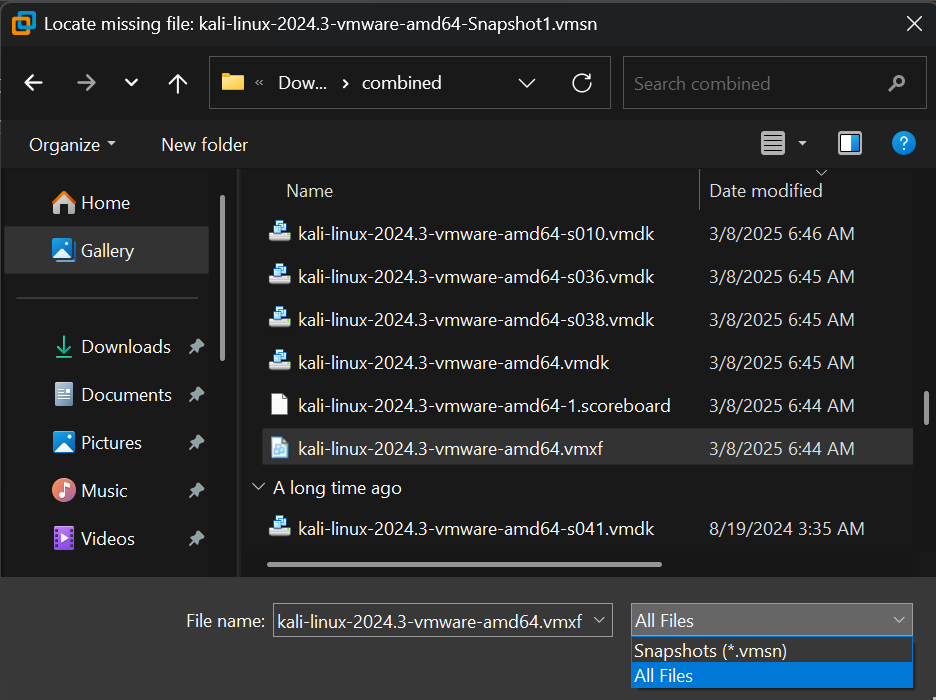 Locate missing file: kali-linux-2024.3-vmware-amd64-Snapshot1.vmsn
« Dow... › combined
Search combined
Organize
New folder
?
Name
Date modified
Home
Gallery
Downloads
Documents
Pictures
Music
Videos
kali-linux-2024.3-vmware-amd64-s010.vmdk 3/8/2025 6:46 AM
kali-linux-2024.3-vmware-amd64-s036.vmdk 3/8/2025 6:45 AM
kali-linux-2024.3-vmware-amd64-s038.vmdk 3/8/2025 6:45 AM
kali-linux-2024.3-vmware-amd64.vmdk 3/8/2025 6:45 AM
kali-linux-2024.3-vmware-amd64-1.scoreboard 3/8/2025 6:44 AM
kali-linux-2024.3-vmware-amd64.vmxf 3/8/2025 6:44 AM
A long time ago
kali-linux-2024.3-vmware-amd64-s041.vmdk 8/19/2024 3:35 AM
File name: kali-linux-2024.3-vmware-amd64.vmxf
All Files
Snapshots (*.vmsn)
All Files